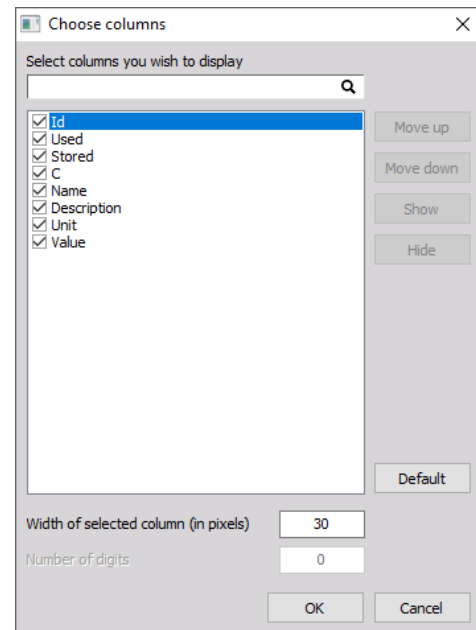 Choose columns
Select columns you wish to display
Id
Used
Stored
C
Name
Description
Unit
Value
Move up
Move down
Show
Hide
Default
Width of selected column (in pixels) 30
Number of digits 0
OK Cancel